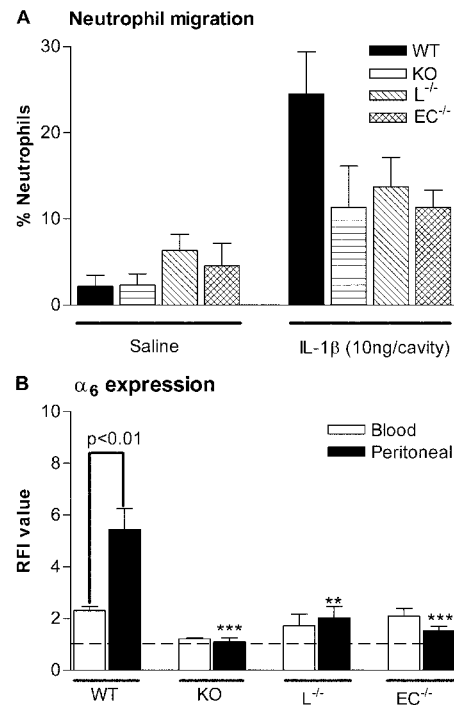 A Neutrophil migration
WT
KO
L-/-
EC-/-
% Neutrophils
30
20
10
0
Saline
IL-1β (10ng/cavity)
B α6 expression
p<0.01
Blood
Peritoneal
RFI value
10
8
6
4
2
0
***
**
***
WT
KO
L-/-
EC-/-